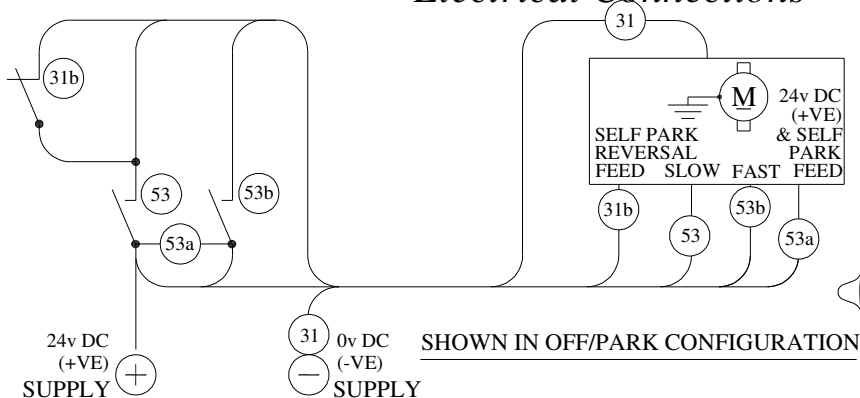 Electrical Connections
31
31b
53
53b
53a
M
24v DC
(+VE)
& SELF
PARK
FEED
SELF PARK
REVERSAL
FEED
SLOW
FAST
31b
53
53b
53a
24v DC
(+VE)
SUPPLY
+
31
0v DC
(-VE)
SUPPLY
−
SHOWN IN OFF/PARK CONFIGURATION